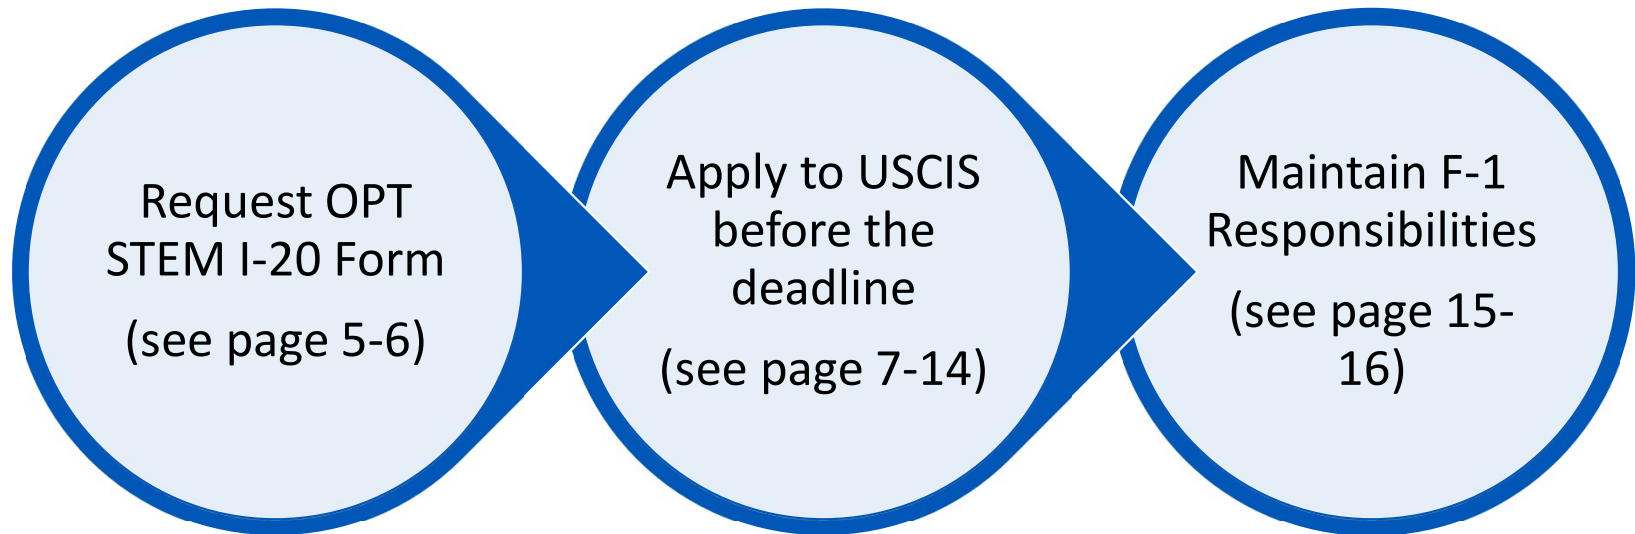 Request OPT
STEM I-20 Form
(see page 5-6)
Apply to USCIS
before the
deadline
(see page 7-14)
Maintain F-1
Responsibilities
(see page 15-
16)